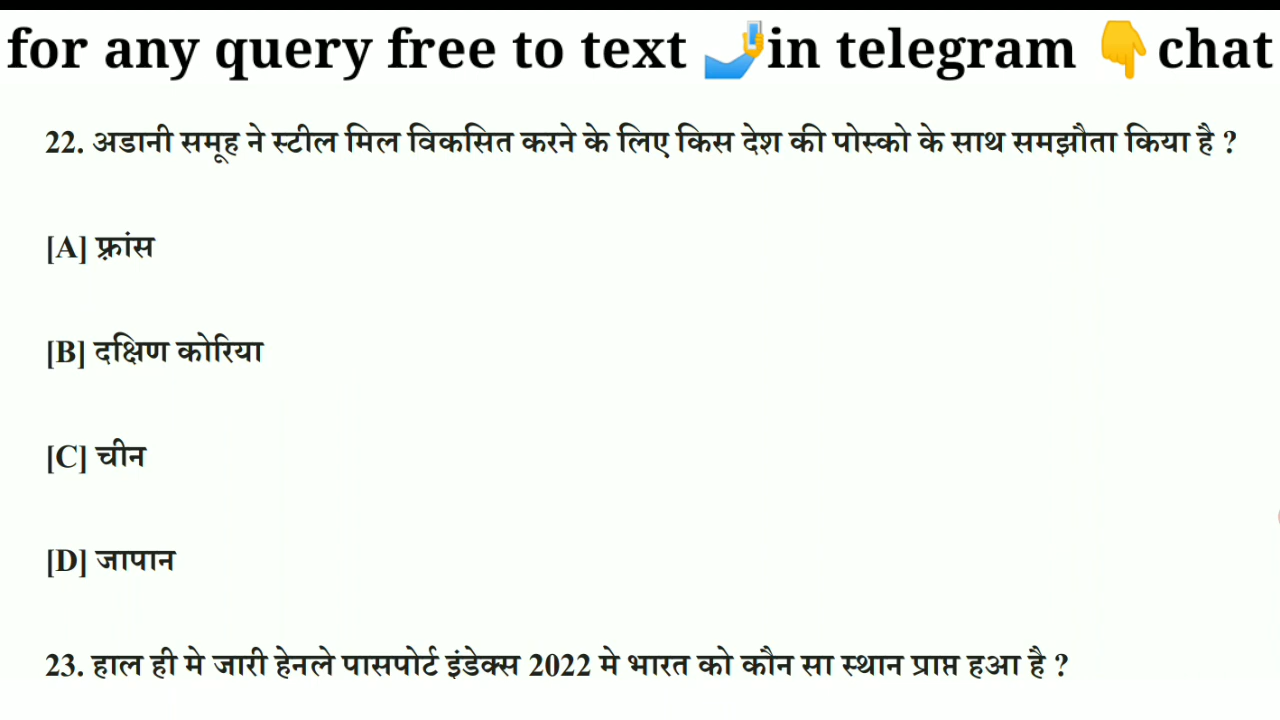 for any query free to text 🤳in telegram 👇chat
22. अडानी समूह ने स्टील मिल विकसित करने के लिए किस देश की पोस्को के साथ समझौता किया है ?
[A] फ़्रांस
[B] दक्षिण कोरिया
[C] चीन
[D] जापान
23. हाल ही मे जारी हेनले पासपोर्ट इंडेक्स 2022 मे भारत को कौन सा स्थान प्राप्त हुआ है ?